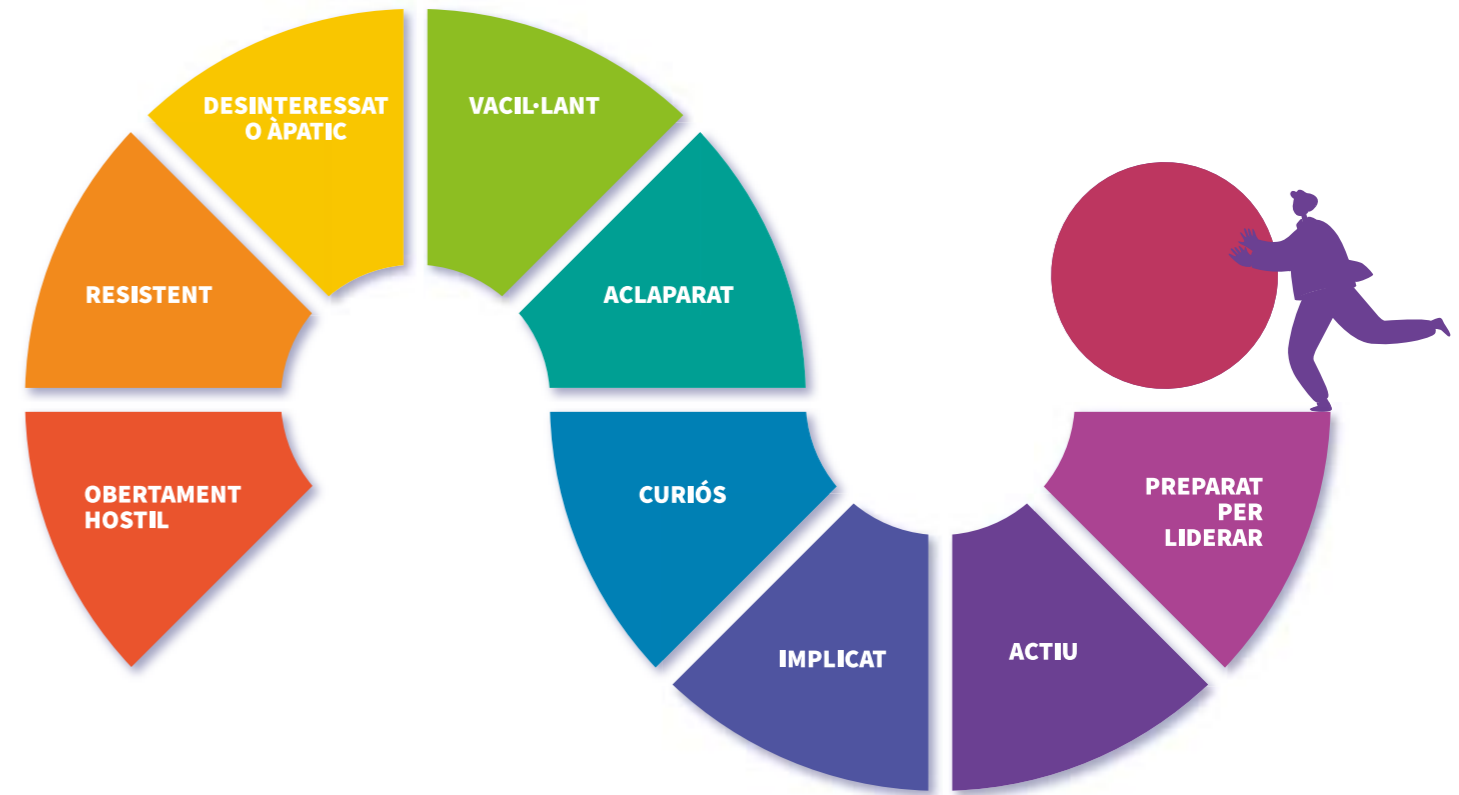 OBERTAMENT
HOSTIL
RESISTENT
DESINTERESSAT
O ÀPATIC
VACIL·LANT
ACLAPARAT
CURIÓS
IMPLICAT
ACTIU
PREPARAT
PER
LIDERAR